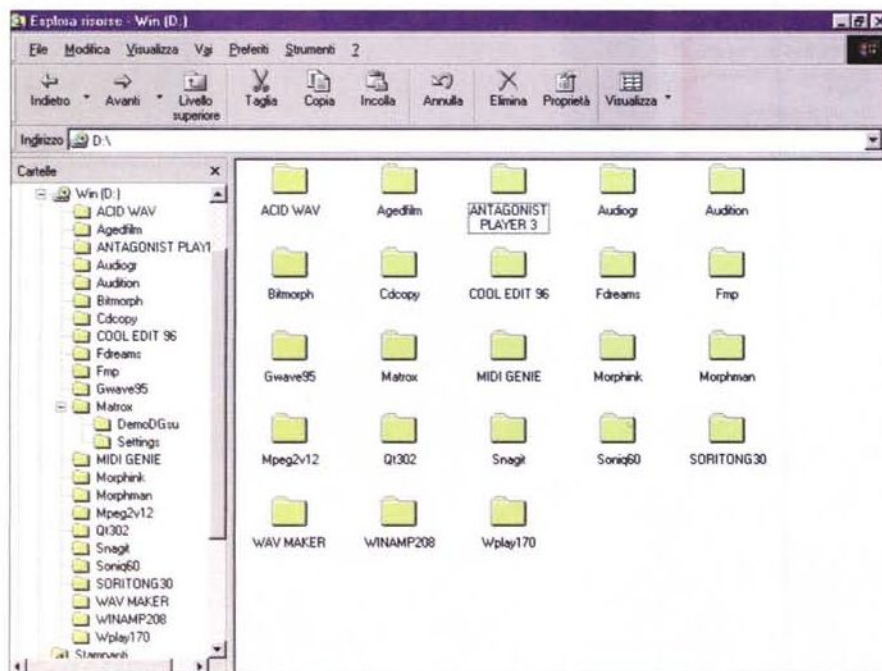 Esplora risorse - Win (D:)
File Modifica Visualizza Vai Preferiti Strumenti ?
Indietro Avanti Livello superiore Taglia Copia Incolla Annulla Elimina Proprietà Visualizza
Indirizzo D:\
Cartelle
Win (D:)
ACID WAV
Agedfilm
ANTAGONIST PLAY
Audiogr
Audition
Bitmorph
Cdcopy
COOL EDIT 96
Fdreams
Fmp
Gwave95
Matrox
DemoDGsu
Settings
MIDI GENIE
Morphink
Morphman
Mpeg2v12
Qt302
Snagit
Soniq60
SORITONG30
WAV MAKER
WINAMP208
Wplay170
Stampanti
ACID WAV Agedfilm ANTAGONIST PLAYER 3 Audiogr Audition
Bitmorph Cdcopy COOL EDIT 96 Fdreams Fmp
Gwave95 Matrox MIDI GENIE Morphink Morphman
Mpeg2v12 Qt302 Snagit Soniq60 SORITONG30
WAV MAKER WINAMP208 Wplay170